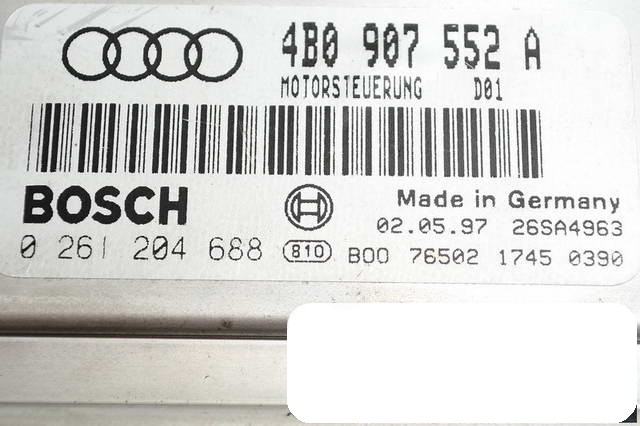 4B0 907 552 A
MOTORSTEUERUNG D01
BOSCH
Made in Germany
02.05.97 26SA4963
0 261 204 688 810 B00 76502 1745 0390